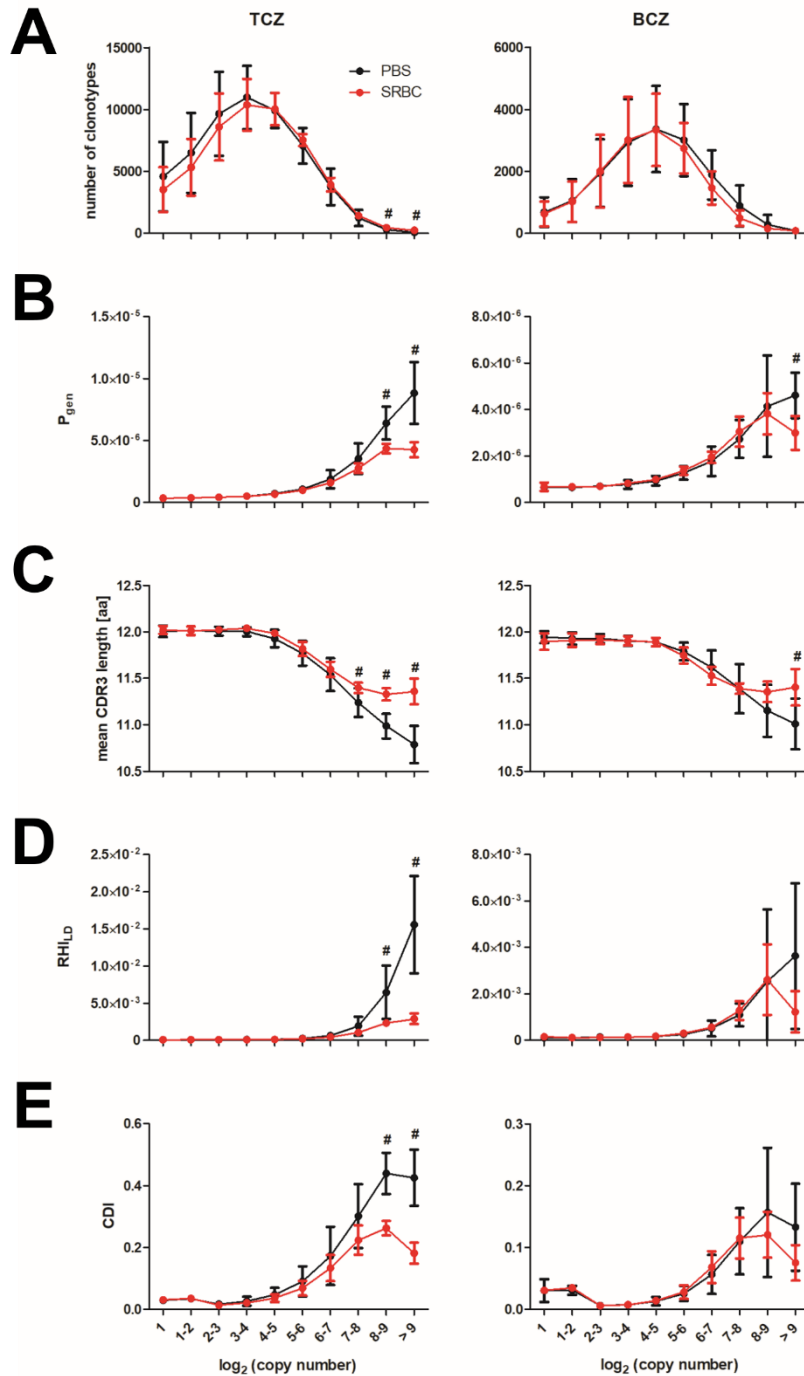 TCZ BCZ
A
number of clonotypes
15000 10000 5000 0
PBS
SRBC
# #
6000 4000 2000 0
B
Pgen
1.5×10⁻⁵ 1.0×10⁻⁵ 5.0×10⁻⁶ 0
# #
8.0×10⁻⁶ 6.0×10⁻⁶ 4.0×10⁻⁶ 2.0×10⁻⁶ 0
#
C
mean CDR3 length [aa]
12.5 12.0 11.5 11.0 10.5
# # #
12.5 12.0 11.5 11.0 10.5
#
D
RHILD
2.5×10⁻² 2.0×10⁻² 1.5×10⁻² 1.0×10⁻² 5.0×10⁻³ 0
# #
8.0×10⁻³ 6.0×10⁻³ 4.0×10⁻³ 2.0×10⁻³ 0
E
CDI
0.6 0.4 0.2 0.0
# #
0.3 0.2 0.1 0.0
1 1-2 2-3 3-4 4-5 5-6 6-7 7-8 8-9 > 9
1 1-2 2-3 3-4 4-5 5-6 6-7 7-8 8-9 > 9
log₂ (copy number) log₂ (copy number)